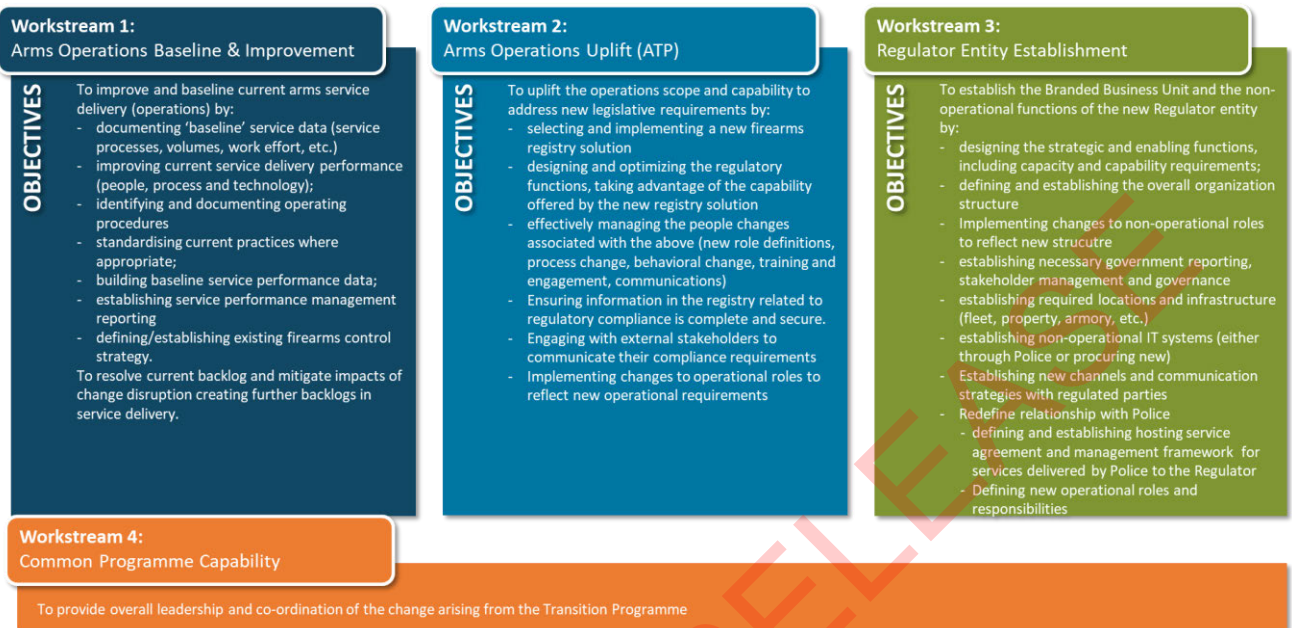 Workstream 1:
Arms Operations Baseline & Improvement
OBJECTIVES
To improve and baseline current arms service
delivery (operations) by:
- documenting ‘baseline’ service data (service
processes, volumes, work effort, etc.)
- improving current service delivery performance
(people, process and technology);
- identifying and documenting operating
procedures
- standardising current practices where
appropriate;
- building baseline service performance data;
- establishing service performance management
reporting
- defining/establishing existing firearms control
strategy.
To resolve current backlog and mitigate impacts of
change disruption creating further backlogs in
service delivery.
Workstream 2:
Arms Operations Uplift (ATP)
OBJECTIVES
To uplift the operations scope and capability to
address new legislative requirements by:
- selecting and implementing a new firearms
registry solution
- designing and optimizing the regulatory
functions, taking advantage of the capability
offered by the new registry solution
- effectively managing the people changes
associated with the above (new role definitions,
process change, behavioral change, training and
engagement, communications)
- Ensuring information in the registry related to
regulatory compliance is complete and secure.
- Engaging with external stakeholders to
communicate their compliance requirements
- Implementing changes to operational roles to
reflect new operational requirements
Workstream 3:
Regulator Entity Establishment
OBJECTIVES
To establish the Branded Business Unit and the non-
operational functions of the new Regulator entity
by:
- designing the strategic and enabling functions,
including capacity and capability requirements;
- defining and establishing the overall organization
structure
- Implementing changes to non-operational roles
to reflect new strucutre
- establishing necessary government reporting,
stakeholder management and governance
- establishing required locations and infrastructure
(fleet, property, armory, etc.)
- establishing non-operational IT systems (either
through Police or procuring new)
- Establishing new channels and communication
strategies with regulated parties
- Redefine relationship with Police
- defining and establishing hosting service
agreement and management framework for
services delivered by Police to the Regulator
- Defining new operational roles and
responsibilities
Workstream 4:
Common Programme Capability
To provide overall leadership and co-ordination of the change arising from the Transition Programme
RELEASE